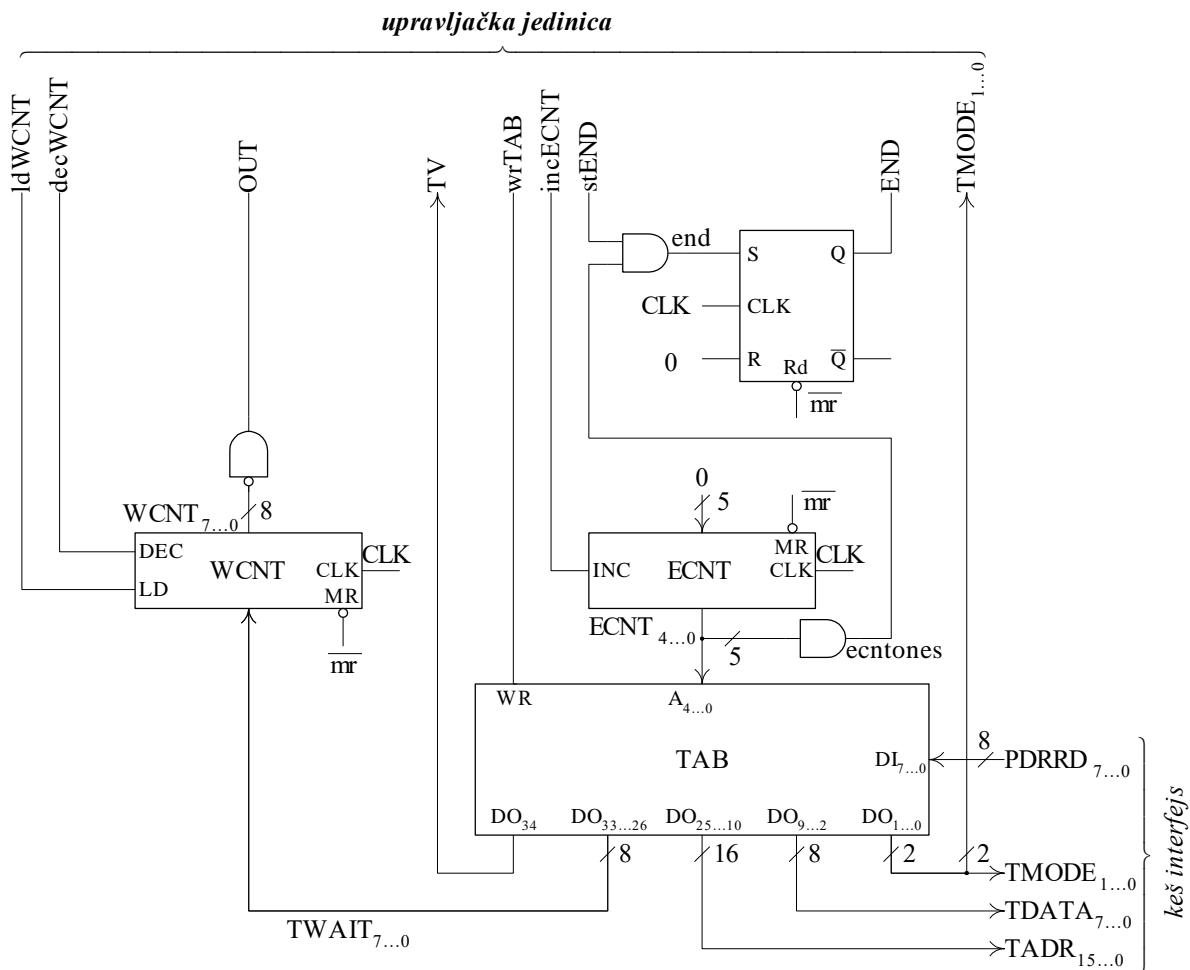 upravljačka jedinica
ldWCNT
decWCNT
OUT
TV
wrTAB
incECNT
stEND
END
TMODE1...0
end
S
Q
CLK
CLK
0
R
Q
Rd
mr
0
5
mr
WCNT7...0
8
DEC
WCNT
CLK
CLK
LD
MR
mr
MR
INC
ECNT
CLK
CLK
ECNT4...0
5
ecntones
WR
A4...0
TAB
DI7...0
8
PDRRD7...0
DO34
DO33...26
DO25...10
DO9...2
DO1...0
8
16
8
2
2
TMODE1...0
TDATA7...0
TWAIT7...0
TADR15...0
keš interfejs